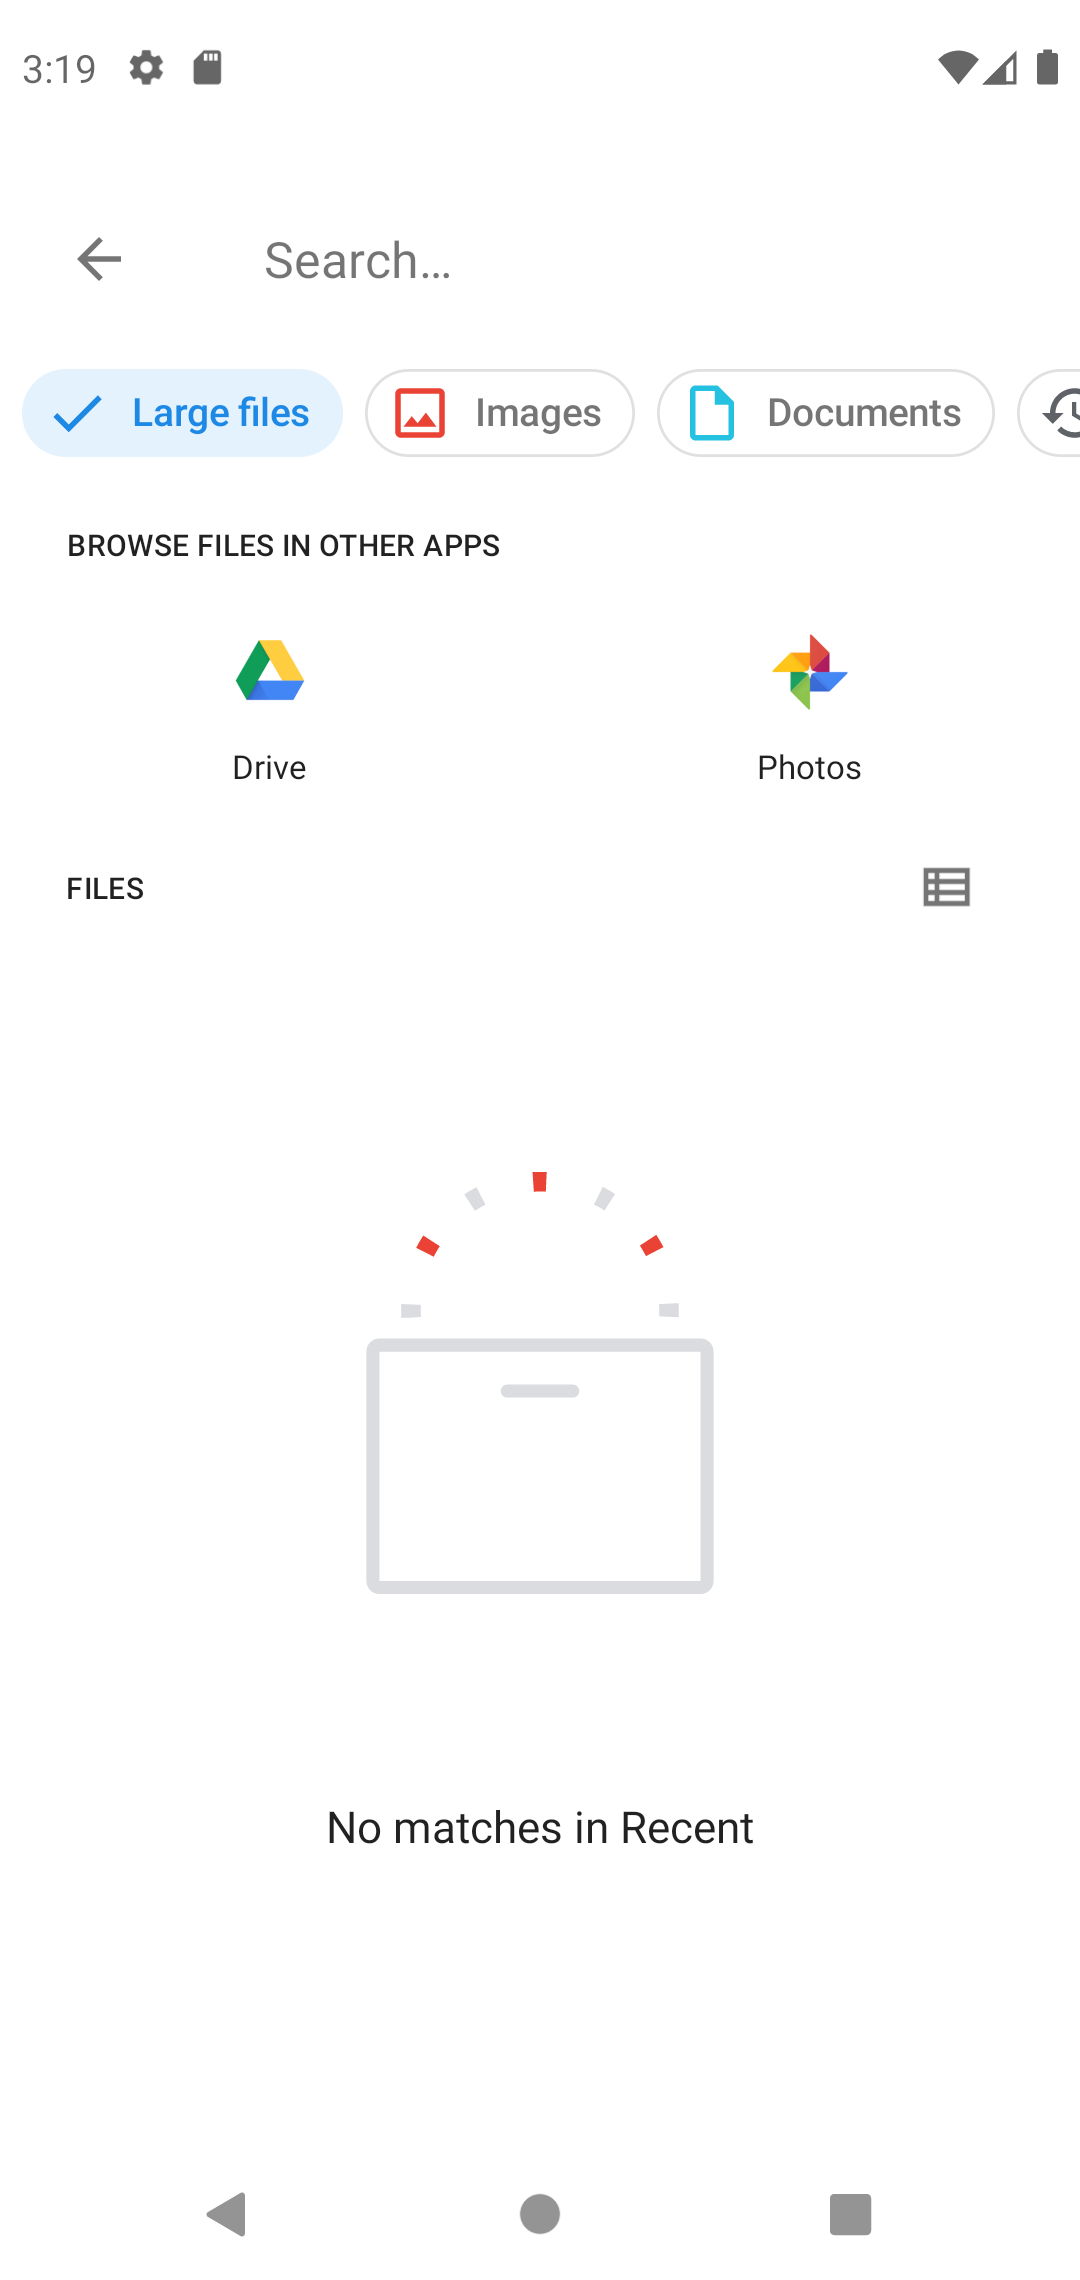 3:19
Search...
Large files
Images
Documents
BROWSE FILES IN OTHER APPS
Drive
Photos
FILES
No matches in Recent